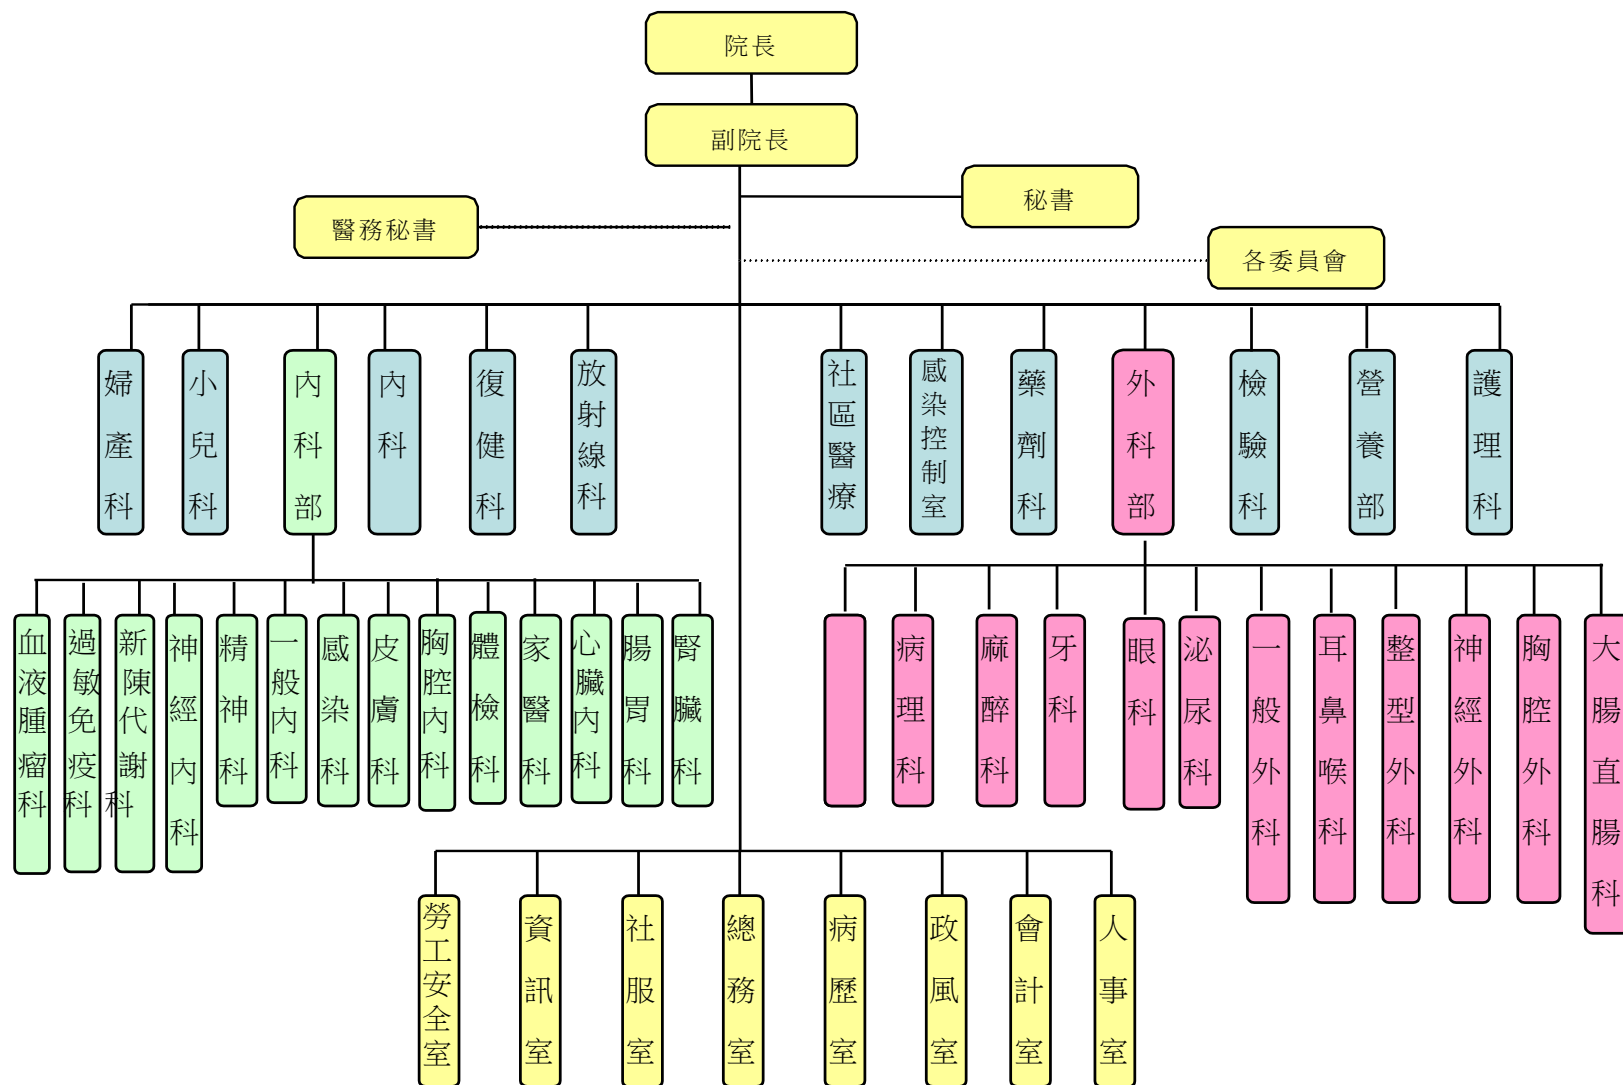 院長
副院長
秘書
醫務秘書
各委員會
婦產科
小兒科
內科部
內科
復健科
放射線科
社區醫療
感染控制室
藥劑科
外科部
檢驗科
營養部
護理科
血液腫瘤科
過敏免疫科
新陳代謝科
神經內科
精神科
一般內科
感染科
皮膚科
胸腔內科
體檢科
家醫科
心臟內科
腸胃科
腎臟科
病理科
麻醉科
牙科
眼科
泌尿科
一般外科
耳鼻喉科
整型外科
神經外科
胸腔外科
大腸直腸科
勞工安全室
資訊室
社服室
總務室
病歷室
政風室
會計室
人事室